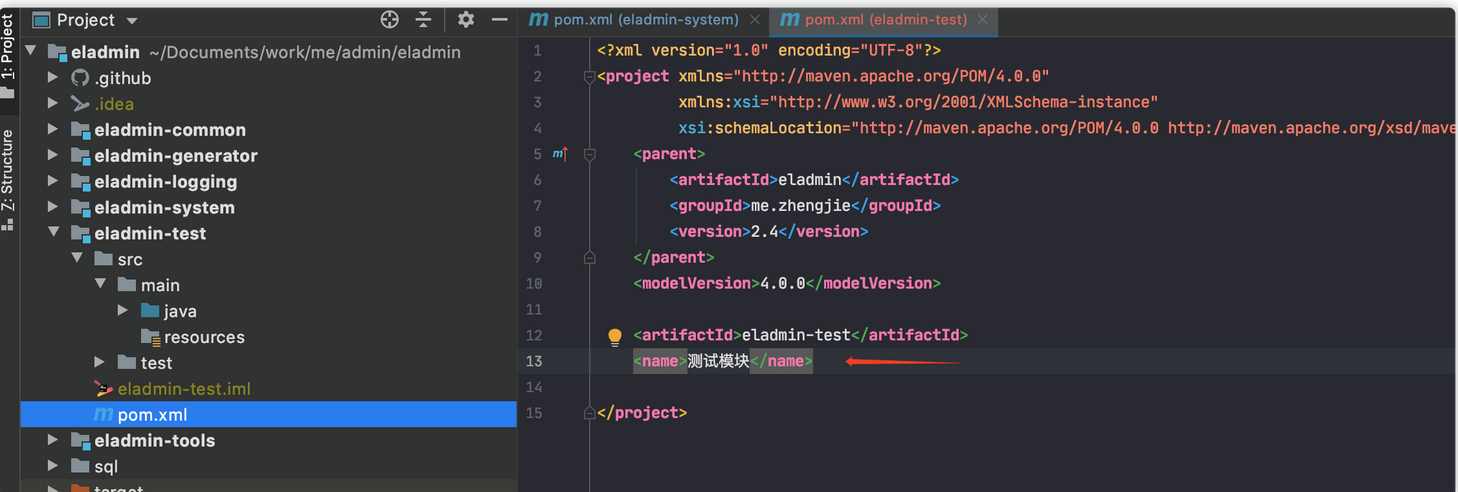 Project
pom.xml (eladmin-system)
pom.xml (eladmin-test)
1: Project
Z: Structure
eladmin ~/Documents/work/me/admin/eladmin
.github
.idea
eladmin-common
eladmin-generator
eladmin-logging
eladmin-system
eladmin-test
src
main
java
resources
test
eladmin-test.iml
pom.xml
eladmin-tools
sql
target
1 <?xml version="1.0" encoding="UTF-8"?>
2 <project xmlns="http://maven.apache.org/POM/4.0.0"
3 xmlns:xsi="http://www.w3.org/2001/XMLSchema-instance"
4 xsi:schemaLocation="http://maven.apache.org/POM/4.0.0 http://maven.apache.org/xsd/mave
5 <parent>
6 <artifactId>eladmin</artifactId>
7 <groupId>me.zhengjie</groupId>
8 <version>2.4</version>
9 </parent>
10 <modelVersion>4.0.0</modelVersion>
11
12 <artifactId>eladmin-test</artifactId>
13 <name>测试模块</name>
14
15 </project>